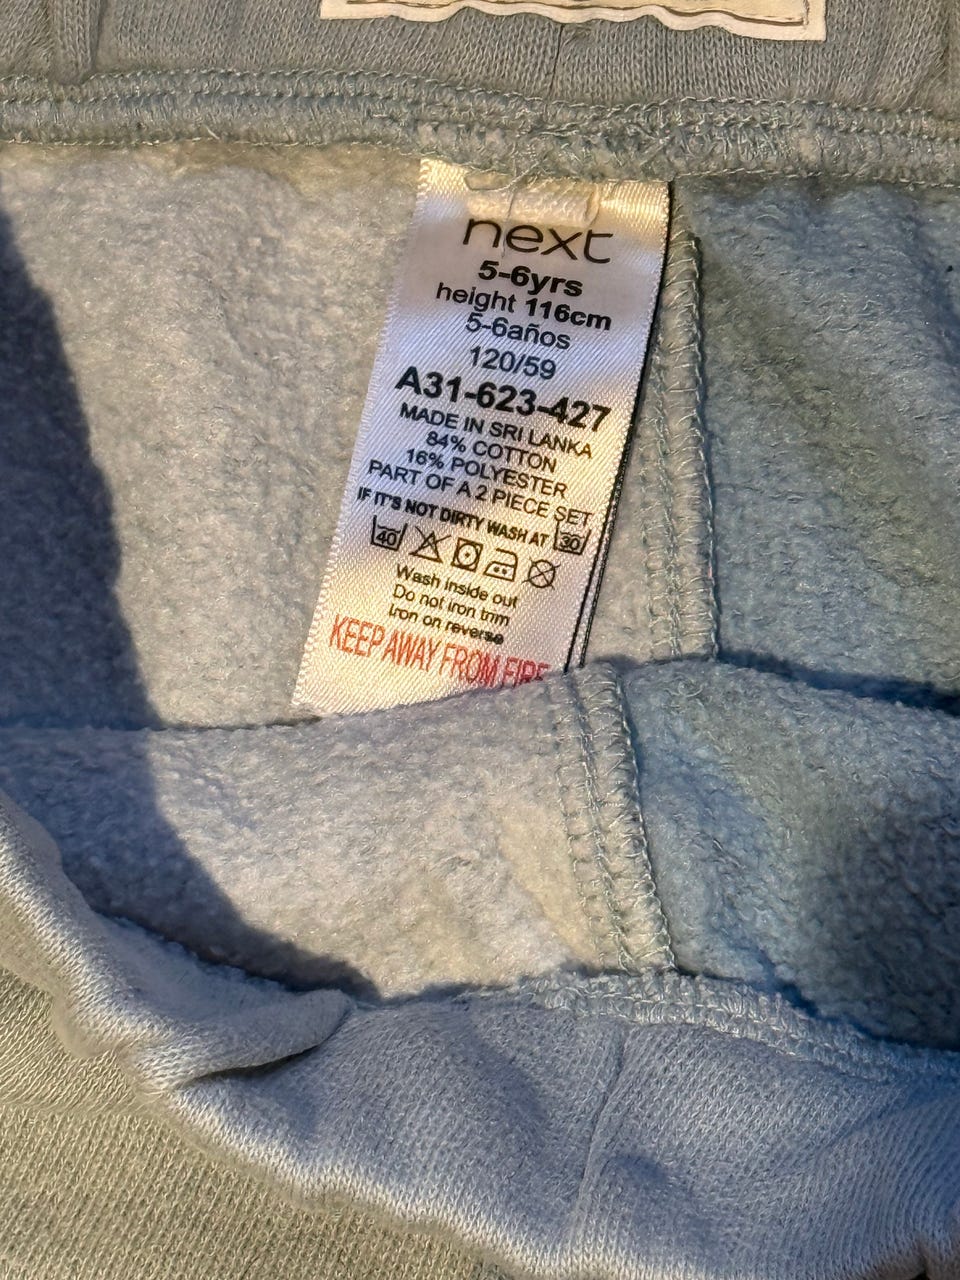 next
5-6yrs
height 116cm
5-6años
120/59
A31-623-427
MADE IN SRI LANKA
84% COTTON
16% POLYESTER
PART OF A 2 PIECE SET
IF IT'S NOT DIRTY WASH AT 30
40
Wash inside out
Do not iron trim
Iron on reverse
KEEP AWAY FROM FIRE